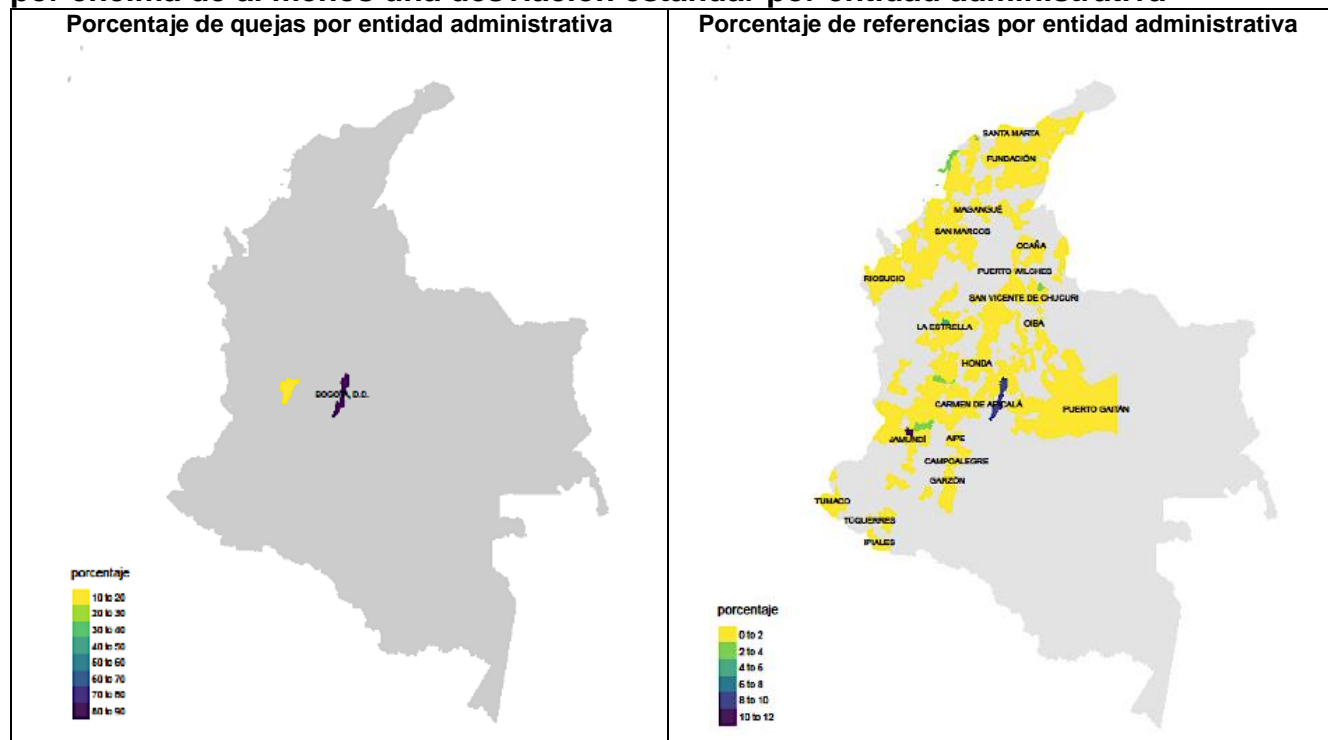 por encima de al menos una desviación estándar por entidad administrativa
Porcentaje de quejas por entidad administrativa
Porcentaje de referencias por entidad administrativa
BOGOTÁ, D.C.
porcentaje
10 to 20
20 to 30
30 to 40
40 to 50
50 to 60
60 to 70
70 to 80
80 to 90
SANTA MARTA
FUNDACIÓN
MAGANGUÉ
SAN MARCOS
OCAÑA
PUERTO WILCHES
RIOSUCIO
SAN VICENTE DE CHUCURI
LA ESTRELLA
OIBA
HONDA
CARMEN DE APICALÁ
PUERTO GAITÁN
JAMUNDÍ
AIPE
CAMPOALEGRE
GARZÓN
TUMACO
TÚQUERRES
IPIALES
porcentaje
0 to 2
2 to 4
4 to 6
6 to 8
8 to 10
10 to 12